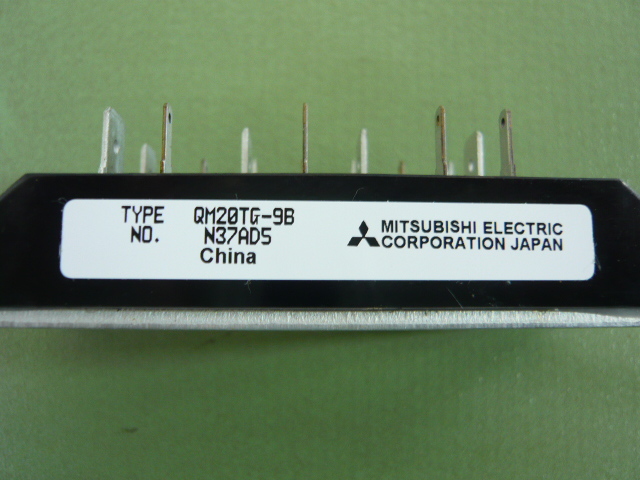 TYPE QM20TG-9B
NO. N37AD5
China
MITSUBISHI ELECTRIC
CORPORATION JAPAN